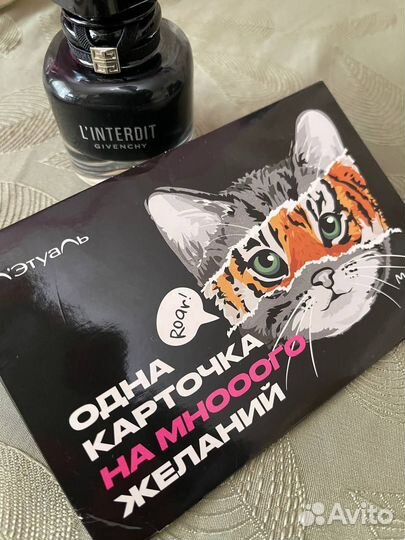 L'INTERDIT
GIVENCHY
Л'ЭТУАЛЬ
Roar!
ОДНА
КАРТОЧКА
НА МНОООГО
ЖЕЛАНИЙ
Avito